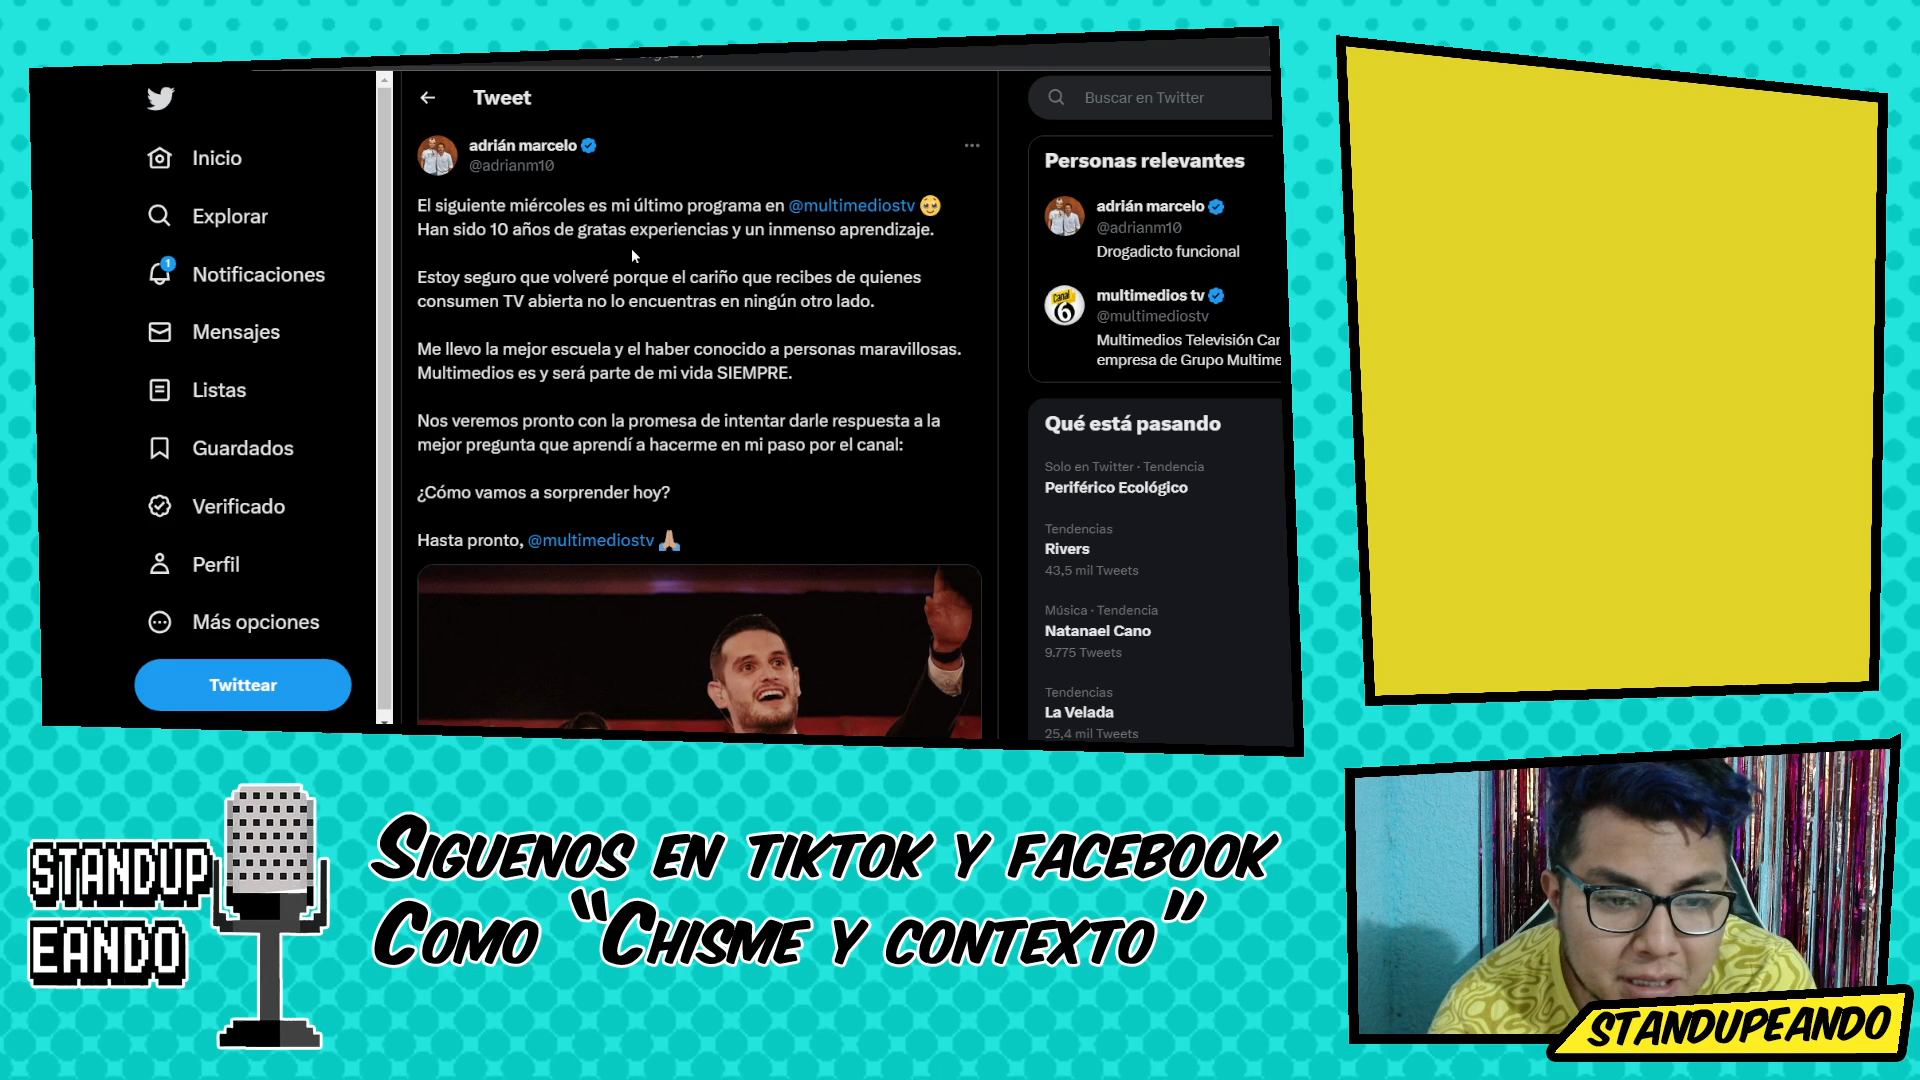 Inicio
Explorar
1
Notificaciones
Mensajes
Listas
Guardados
Verificado
Perfil
Más opciones
Twittear
Tweet
adrián marcelo
@adrianm10
El siguiente miércoles es mi último programa en @multimediostv 🥹
Han sido 10 años de gratas experiencias y un inmenso aprendizaje.
Estoy seguro que volveré porque el cariño que recibes de quienes
consumen TV abierta no lo encuentras en ningún otro lado.
Me llevo la mejor escuela y el haber conocido a personas maravillosas.
Multimedios es y será parte de mi vida SIEMPRE.
Nos veremos pronto con la promesa de intentar darle respuesta a la
mejor pregunta que aprendí a hacerme en mi paso por el canal:
¿Cómo vamos a sorprender hoy?
Hasta pronto, @multimediostv 🙏🏼
Buscar en Twitter
Personas relevantes
adrián marcelo
@adrianm10
Drogadicto funcional
Canal
6
multimedios tv
@multimediostv
Multimedios Televisión Can
empresa de Grupo Multime
Qué está pasando
Solo en Twitter · Tendencia
Periférico Ecológico
Tendencias
Rivers
43,5 mil Tweets
Música · Tendencia
Natanael Cano
9.775 Tweets
Tendencias
La Velada
25,4 mil Tweets
STANDUP
EANDO
SIGUENOS EN TIKTOK Y FACEBOOK
COMO "CHISME Y CONTEXTO"
STANDUPEANDO